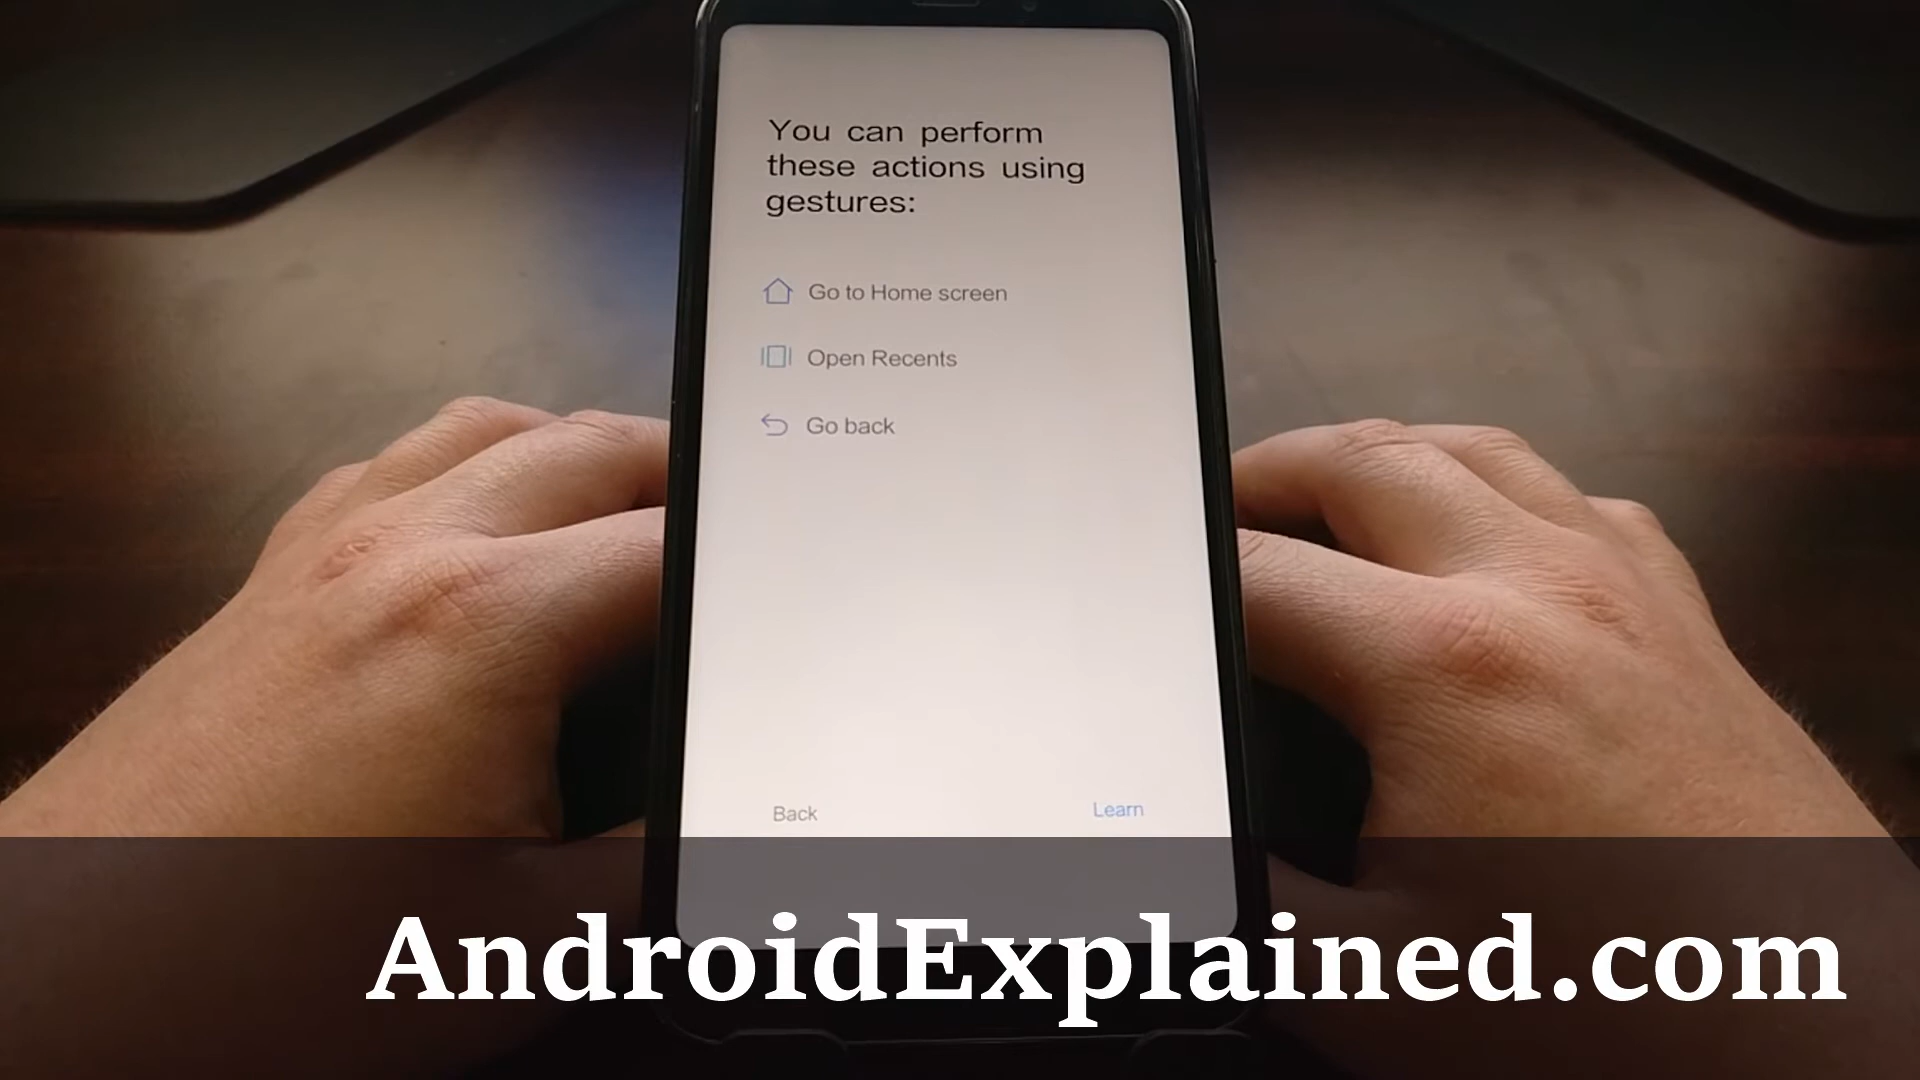 You can perform
these actions using
gestures:
Go to Home screen
Open Recents
Go back
Back
Learn
AndroidExplained.com